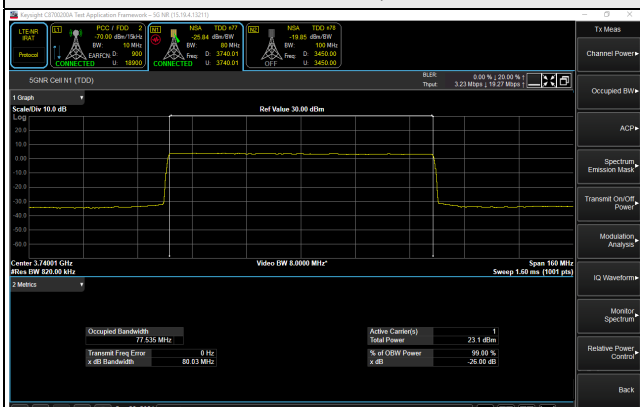 Keysight C8700200A Test Application Framework - 5G NR (15.19.4.13211)
LTE-NR IRAT
Protocol
L1 PCC / FDD 2
-70.00 dBm/15kHz
BW: 10 MHz
EARFCN: D: 900
CONNECTED U: 18900
N1 NSA TDD n77
-25.84 dBm/BW
BW: 80 MHz
Freq: D: 3740.01
CONNECTED U: 3740.01
N2 NSA TDD n78
-19.85 dBm/BW
BW: 100 MHz
Freq: D: 3450.00
OFF U: 3450.00
5GNR Cell N1 (TDD)
BLER: 0.00 % ↓ 20.00 % ↑
Thput: 3.23 Mbps ↓ 19.27 Mbps ↑
1 Graph
Scale/Div 10.0 dB
Ref Value 30.00 dBm
Log
20.0
10.0
0.00
-10.0
-20.0
-30.0
-40.0
-50.0
-60.0
Center 3.74001 GHz
Video BW 8.0000 MHz*
Span 160 MHz
#Res BW 820.00 kHz
Sweep 1.60 ms (1001 pts)
2 Metrics
Occupied Bandwidth
77.535 MHz
Transmit Freq Error 0 Hz
x dB Bandwidth 80.03 MHz
Active Carrier(s) 1
Total Power 23.1 dBm
% of OBW Power 99.00 %
x dB -26.00 dB
Tx Meas
Channel Power
Occupied BW
ACP
Spectrum Emission Mask
Transmit On/Off Power
Modulation Analysis
IQ Waveform
Monitor Spectrum
Relative Power Control
Back